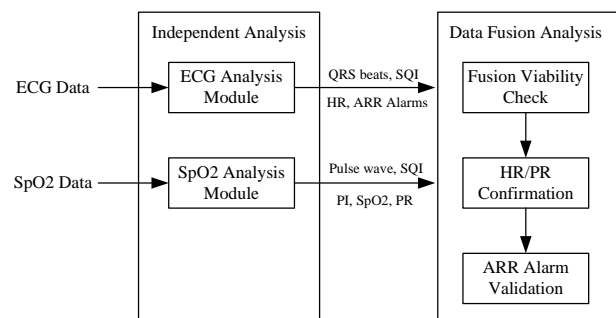 Independent Analysis
Data Fusion Analysis
ECG Data
ECG Analysis
Module
QRS beats, SQI
HR, ARR Alarms
Fusion Viability
Check
SpO2 Data
SpO2 Analysis
Module
Pulse wave, SQI
PI, SpO2, PR
HR/PR
Confirmation
ARR Alarm
Validation